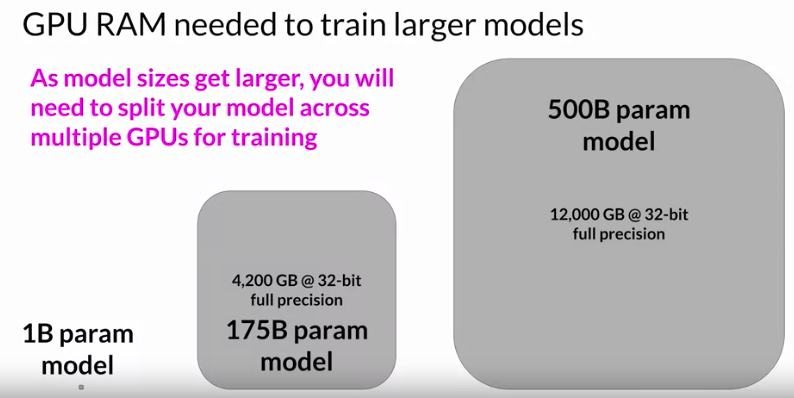 GPU RAM needed to train larger models
As model sizes get larger, you will
need to split your model across
multiple GPUs for training
500B param
model
12,000 GB @ 32-bit
full precision
4,200 GB @ 32-bit
full precision
175B param
model
1B param
model